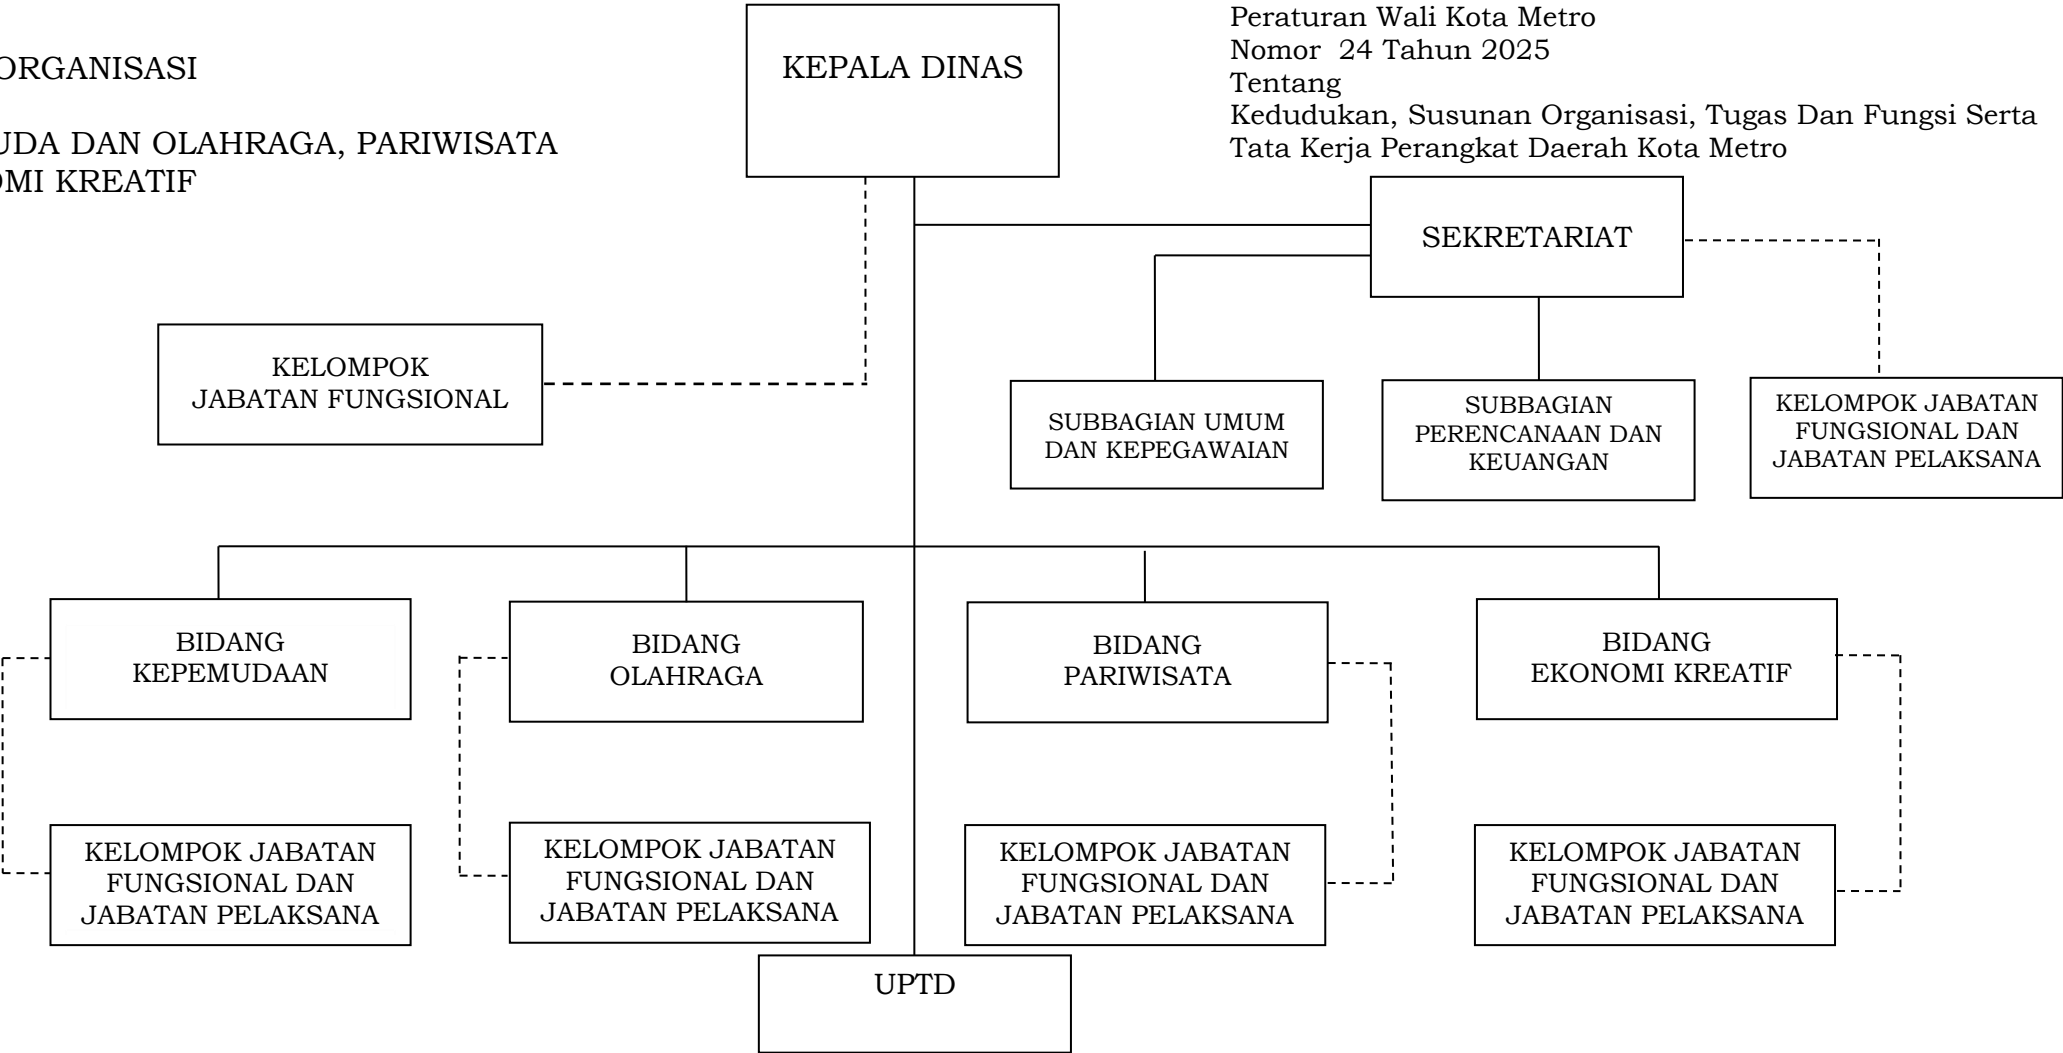 Peraturan Wali Kota Metro
Nomor 24 Tahun 2025
Tentang
Kedudukan, Susunan Organisasi, Tugas Dan Fungsi Serta
Tata Kerja Perangkat Daerah Kota Metro
ORGANISASI
UDA DAN OLAHRAGA, PARIWISATA
OMI KREATIF
KEPALA DINAS
SEKRETARIAT
KELOMPOK
JABATAN FUNGSIONAL
SUBBAGIAN UMUM
DAN KEPEGAWAIAN
SUBBAGIAN
PERENCANAAN DAN
KEUANGAN
KELOMPOK JABATAN
FUNGSIONAL DAN
JABATAN PELAKSANA
BIDANG
KEPEMUDAAN
BIDANG
OLAHRAGA
BIDANG
PARIWISATA
BIDANG
EKONOMI KREATIF
KELOMPOK JABATAN
FUNGSIONAL DAN
JABATAN PELAKSANA
KELOMPOK JABATAN
FUNGSIONAL DAN
JABATAN PELAKSANA
KELOMPOK JABATAN
FUNGSIONAL DAN
JABATAN PELAKSANA
KELOMPOK JABATAN
FUNGSIONAL DAN
JABATAN PELAKSANA
UPTD